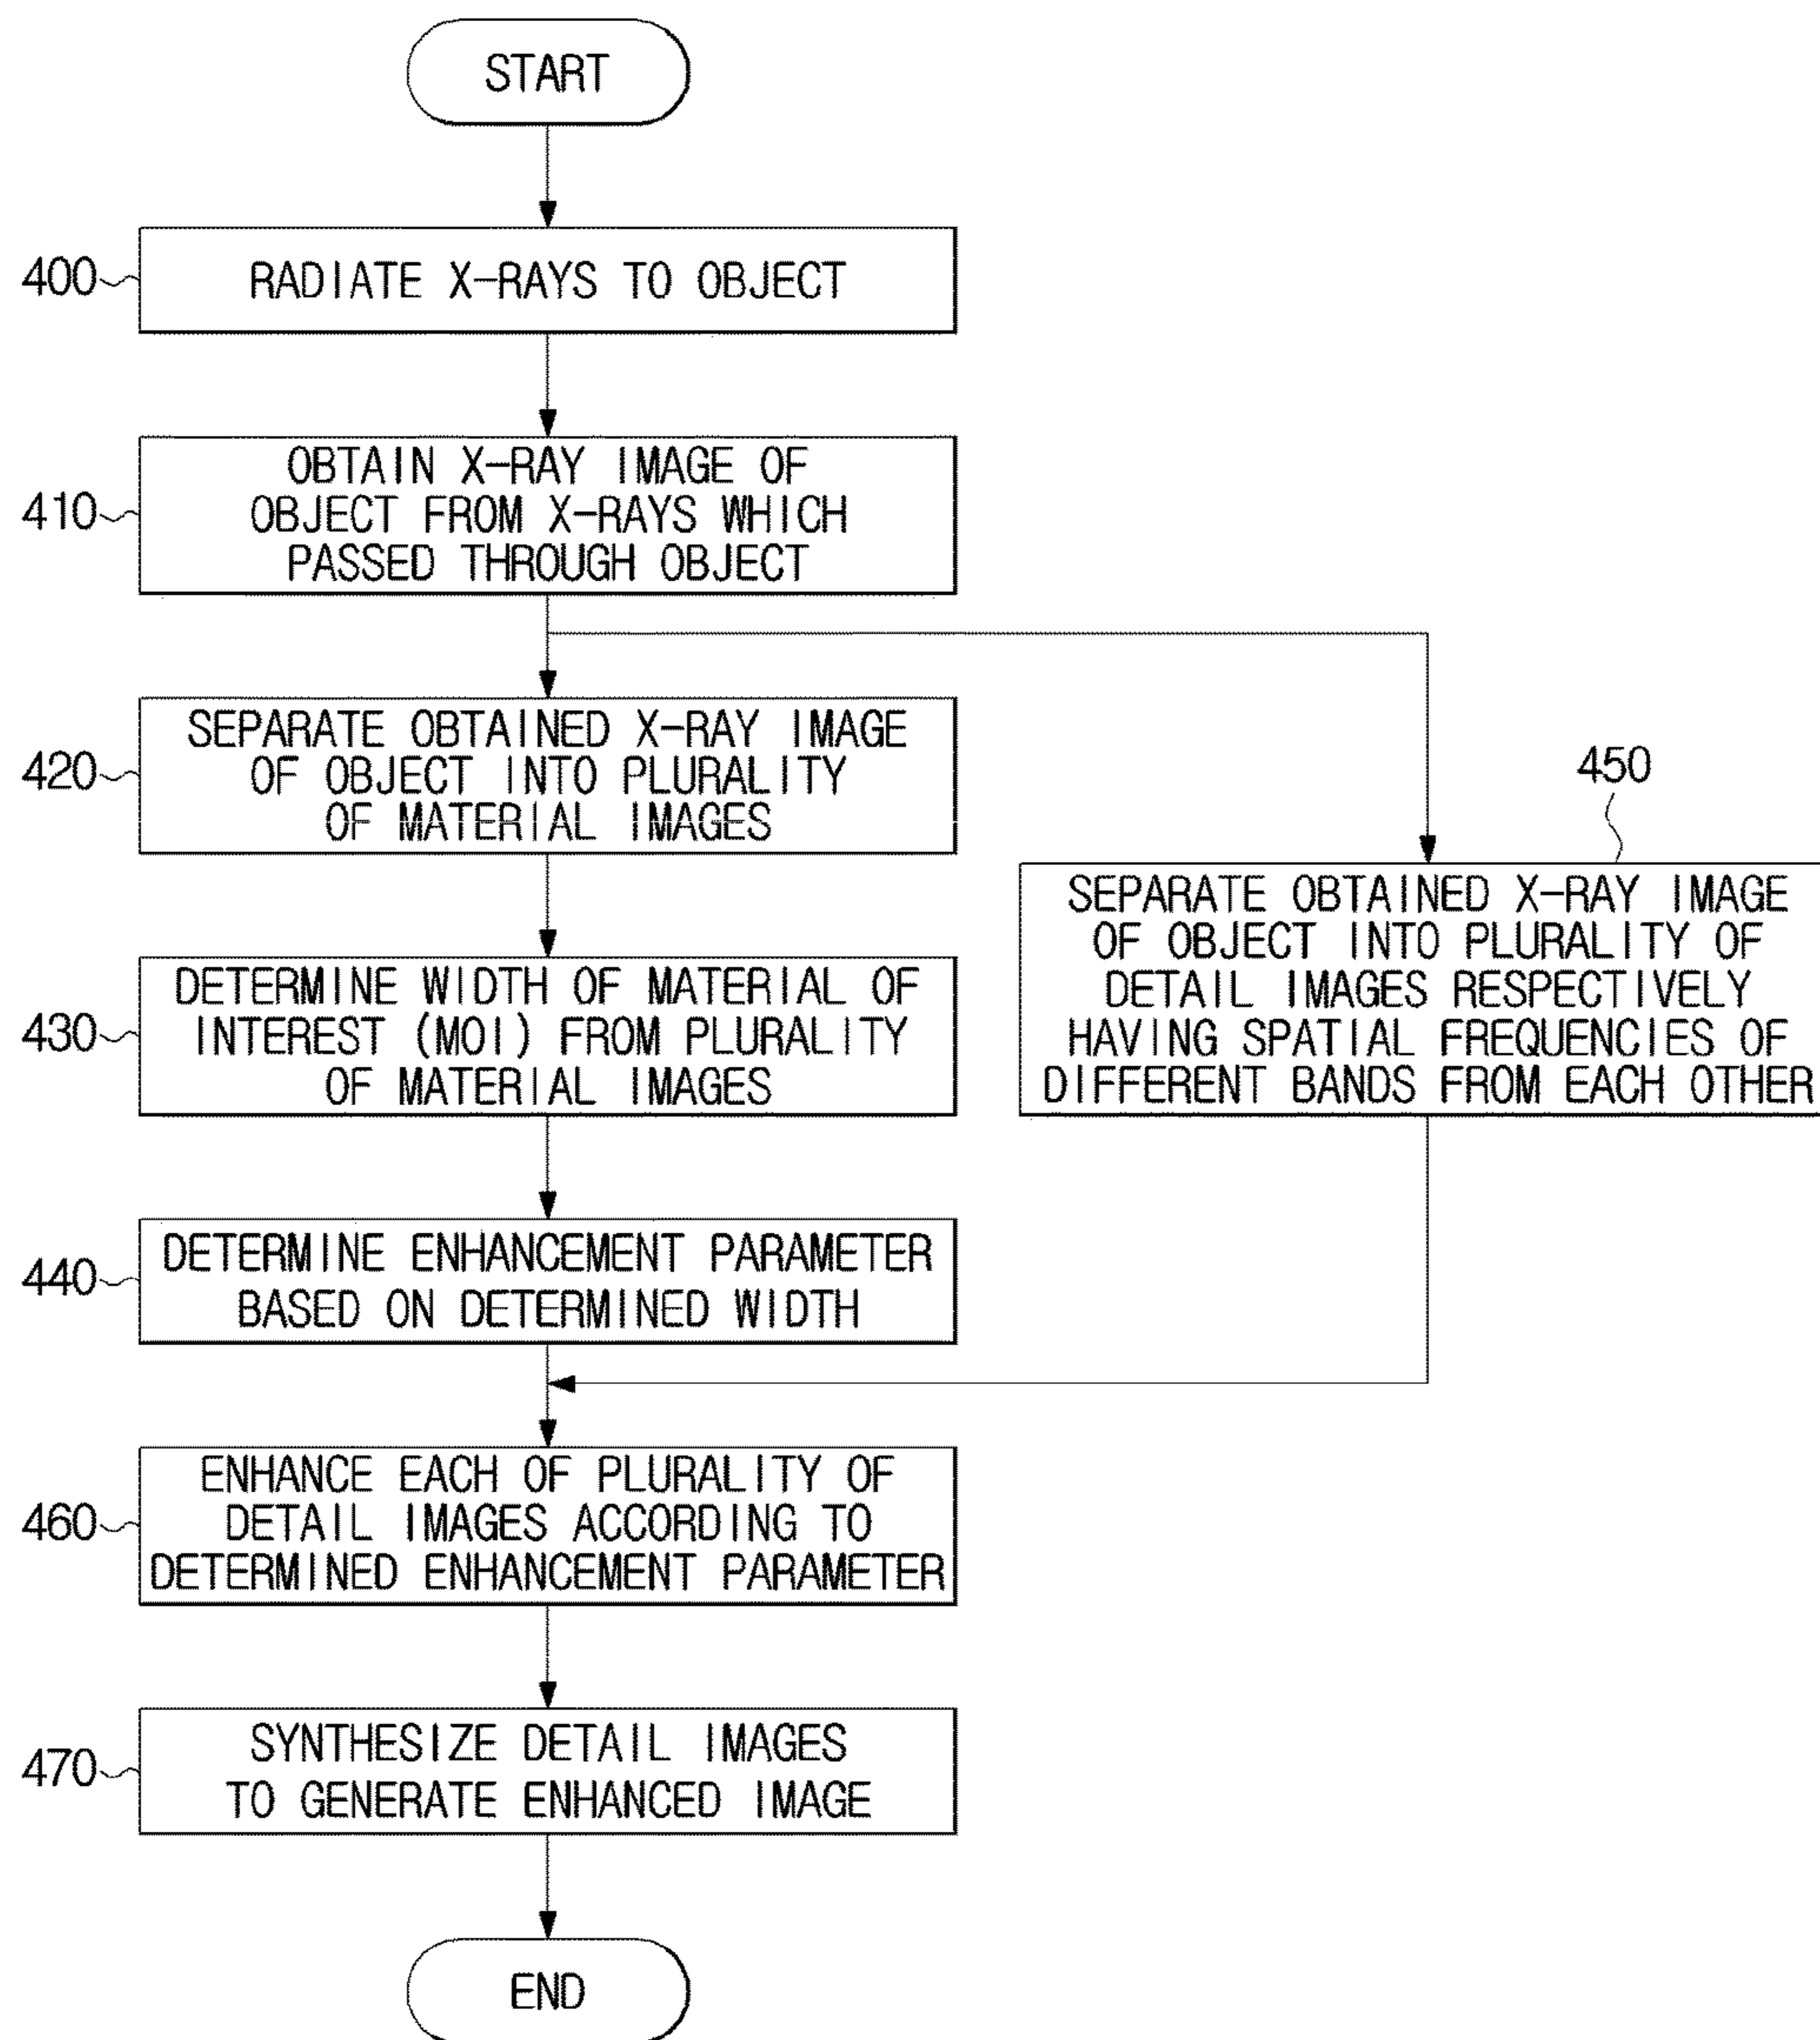 START
400
RADIATE X-RAYS TO OBJECT
410
OBTAIN X-RAY IMAGE OF
OBJECT FROM X-RAYS WHICH
PASSED THROUGH OBJECT
420
SEPARATE OBTAINED X-RAY IMAGE
OF OBJECT INTO PLURALITY
OF MATERIAL IMAGES
430
DETERMINE WIDTH OF MATERIAL OF
INTEREST (MOI) FROM PLURALITY
OF MATERIAL IMAGES
440
DETERMINE ENHANCEMENT PARAMETER
BASED ON DETERMINED WIDTH
450
SEPARATE OBTAINED X-RAY IMAGE
OF OBJECT INTO PLURALITY OF
DETAIL IMAGES RESPECTIVELY
HAVING SPATIAL FREQUENCIES OF
DIFFERENT BANDS FROM EACH OTHER
460
ENHANCE EACH OF PLURALITY OF
DETAIL IMAGES ACCORDING TO
DETERMINED ENHANCEMENT PARAMETER
470
SYNTHESIZE DETAIL IMAGES
TO GENERATE ENHANCED IMAGE
END